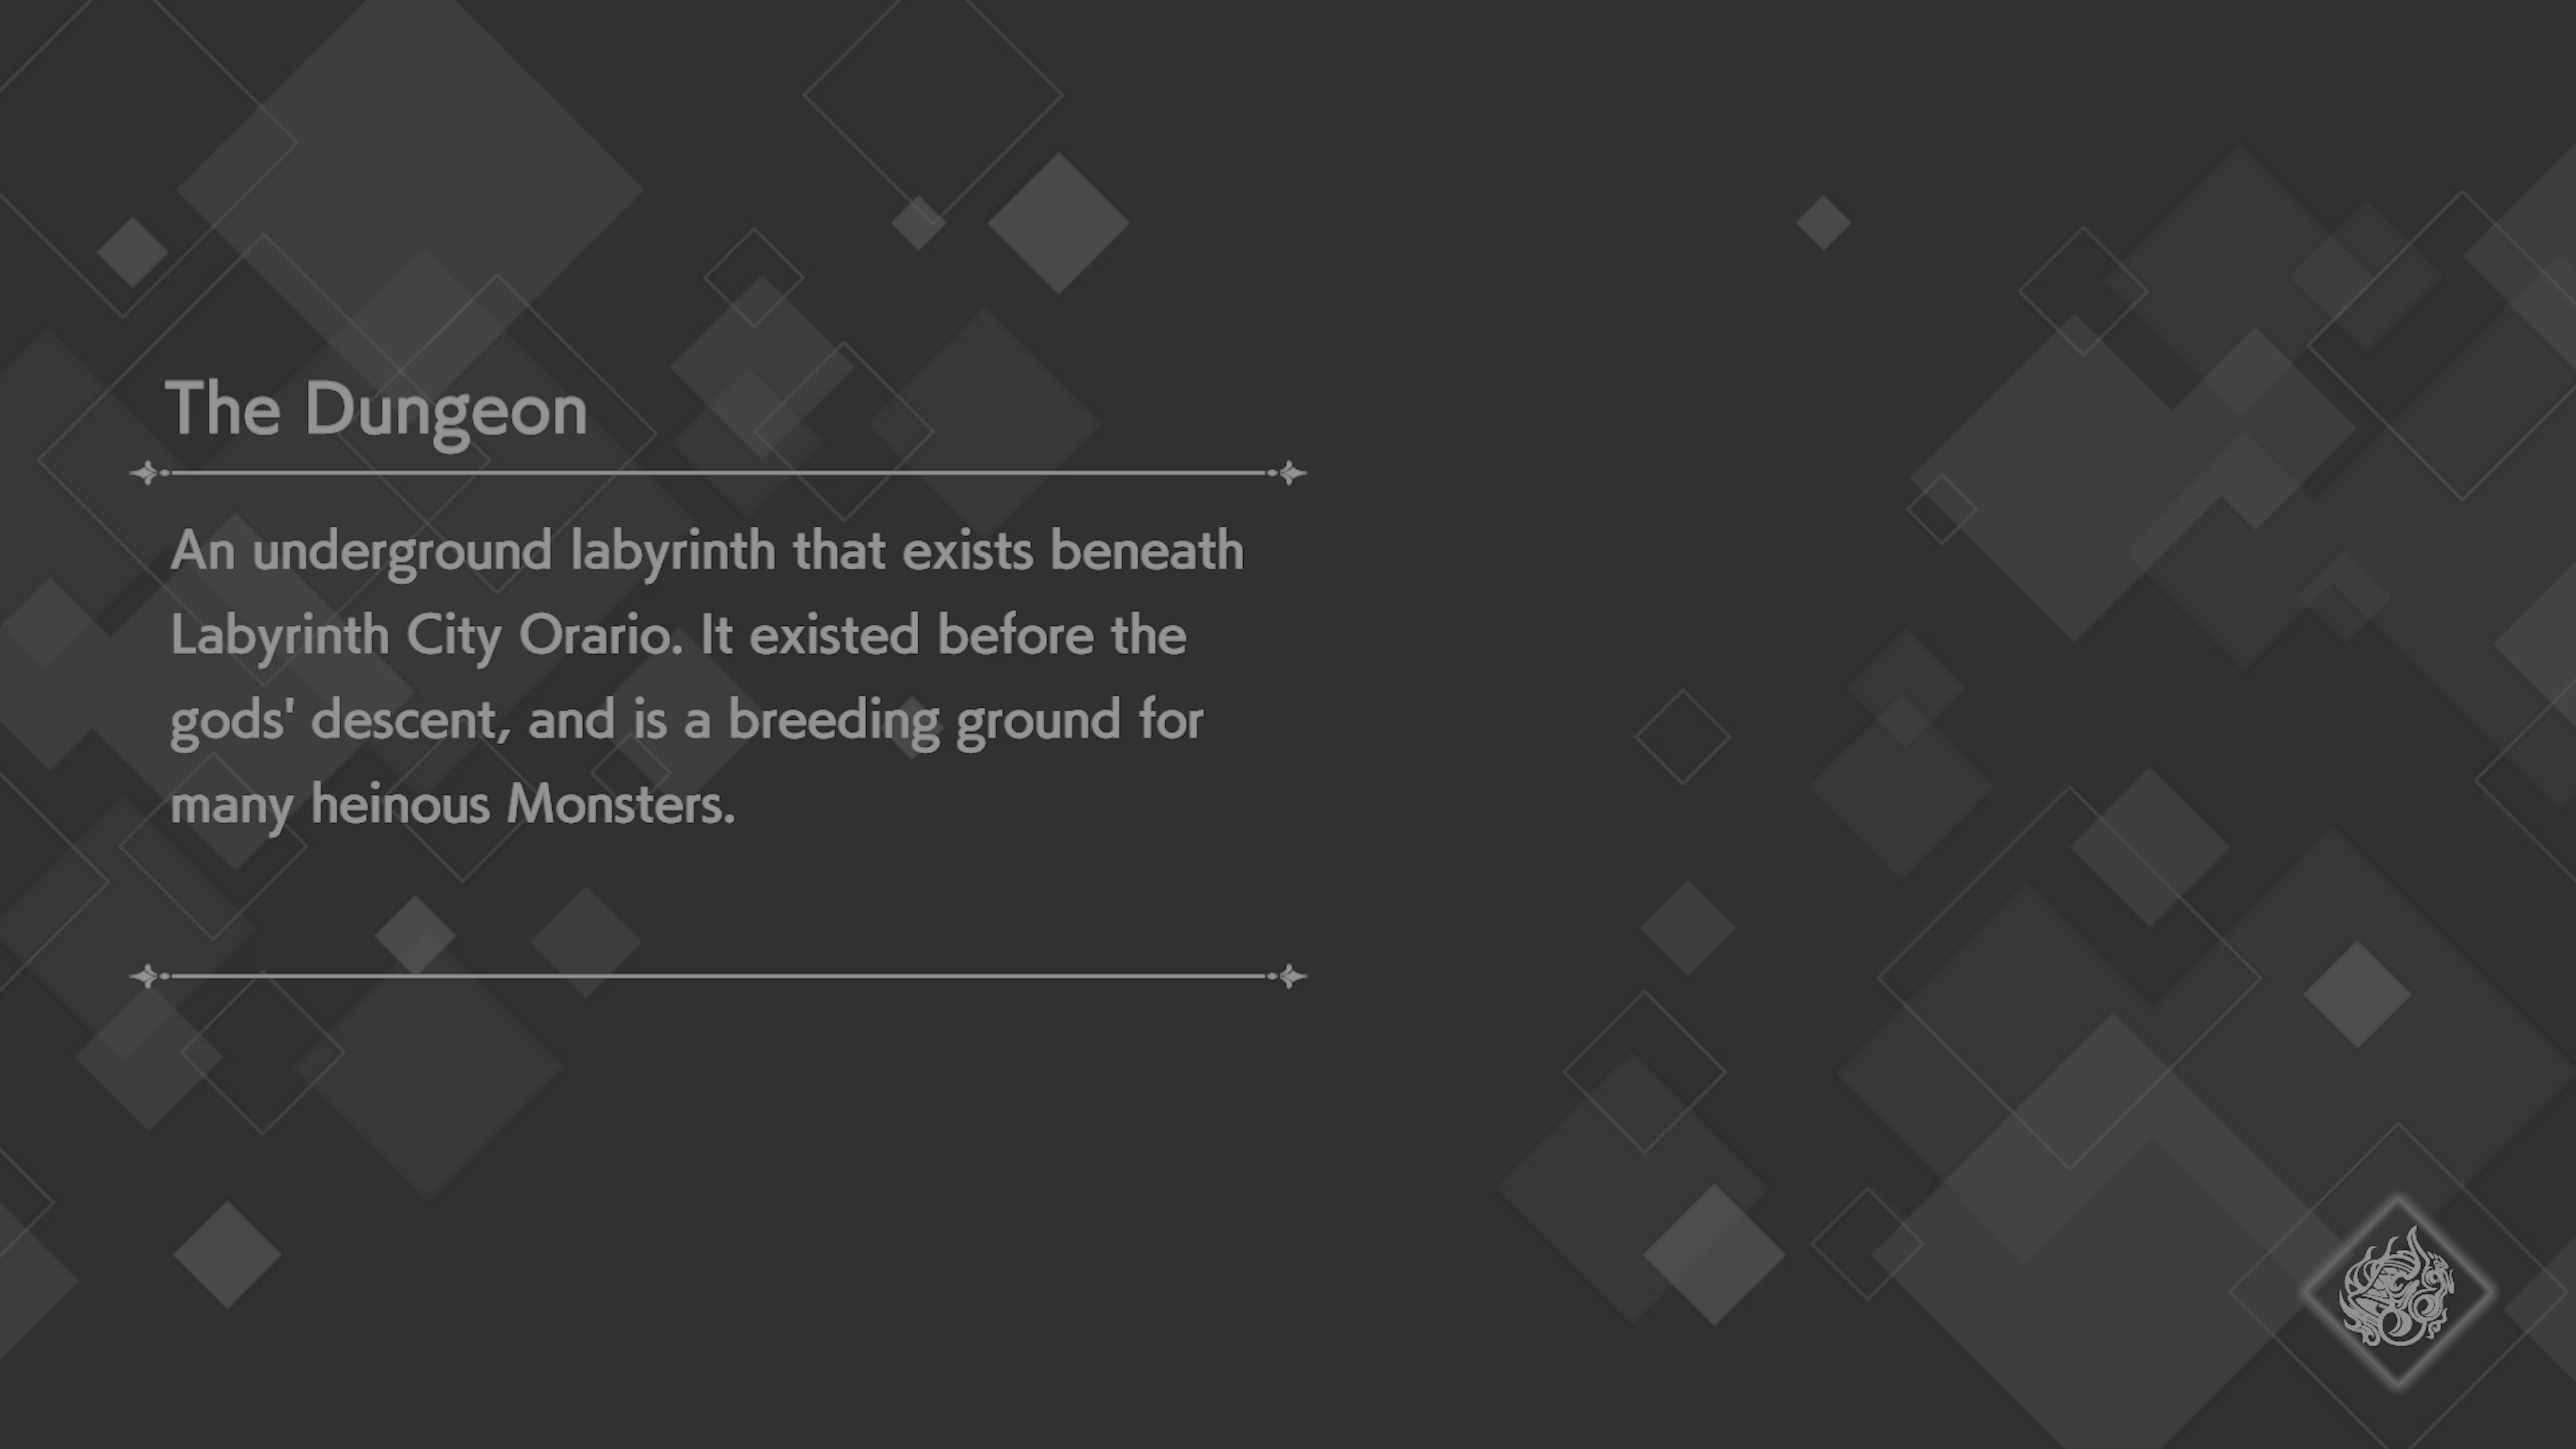 The Dungeon
An underground labyrinth that exists beneath
Labyrinth City Orario. It existed before the
gods' descent, and is a breeding ground for
many heinous Monsters.